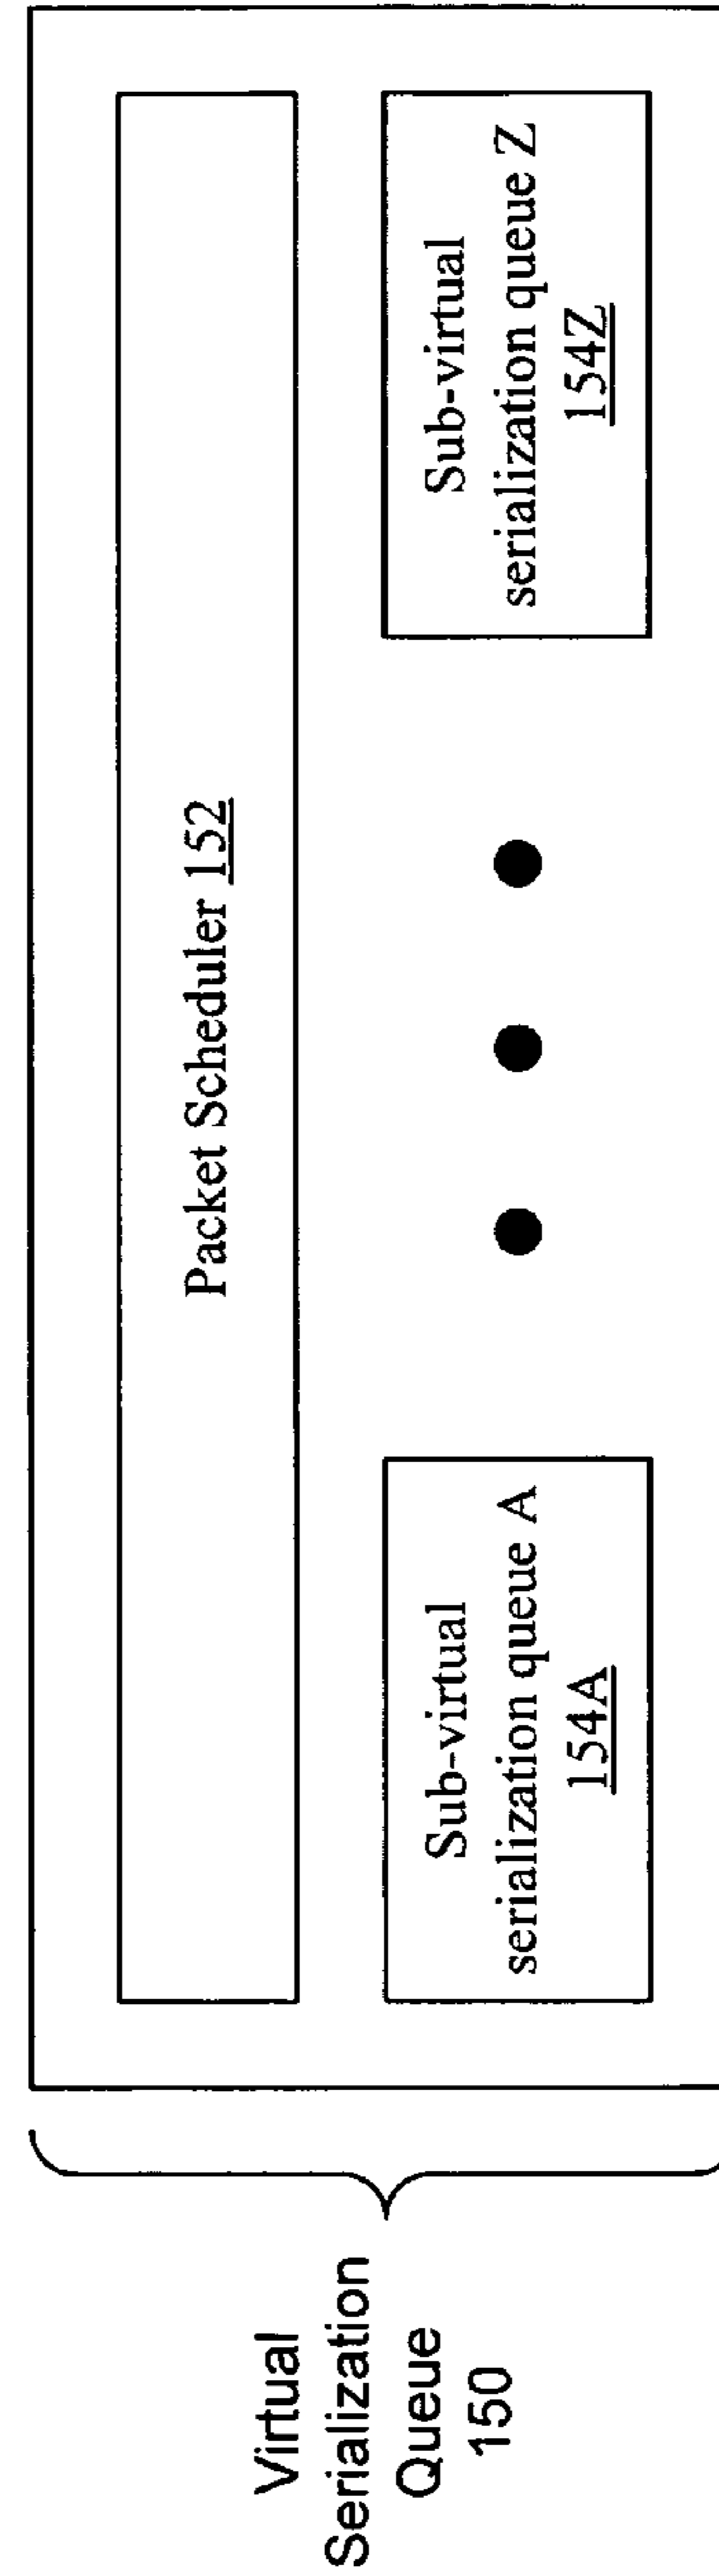 Virtual
Serialization
Queue
150
Packet Scheduler 152
Sub-virtual
serialization queue A
154A
Sub-virtual
serialization queue Z
154Z